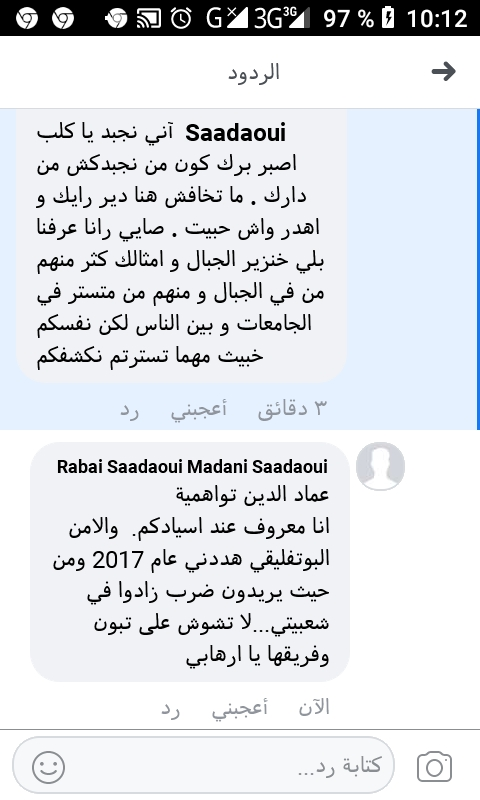 G 3G 3G 97 % 10:12
الردود
Saadaoui آني نجبد يا كلب
اصبر برك كون من نجبدكش من
دارك . ما تخافش هنا دير رايك و
اهدر واش حبيت . صايي رانا عرفنا
بلي خنزير الجبال و امثالك كثر منهم
من في الجبال و منهم من متستر في
الجامعات و بين الناس لكن نفسكم
خبيث مهما تسترتم نكشفكم
٣ دقائق أعجبني رد
Rabai Saadaoui Madani Saadaoui
عماد الدين تواهمية
انا معروف عند اسيادكم. والامن
البوتفليقي هددني عام 2017 ومن
حيث يريدون ضرب زادوا في
شعبيتي...لا تشوش على تبون
وفريقها يا ارهابي
الآن أعجبني رد
كتابة رد...